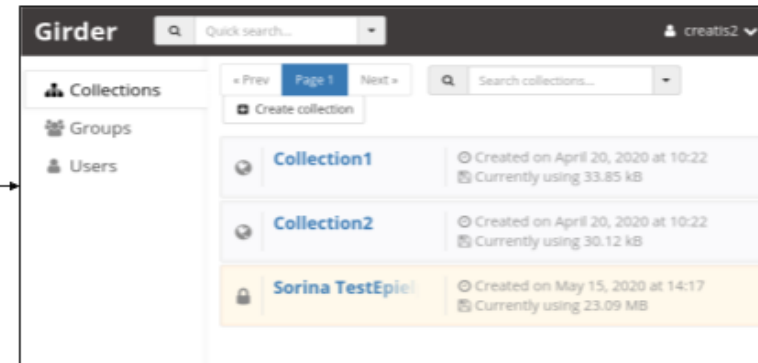 Girder
Quick search...
creatis2
Collections
Groups
Users
« Prev Page 1 Next »
Search collections...
Create collection
Collection1
Created on April 20, 2020 at 10:22
Currently using 33.85 kB
Collection2
Created on April 20, 2020 at 10:22
Currently using 30.12 kB
Sorina TestEpiel
Created on May 15, 2020 at 14:17
Currently using 23.09 MB